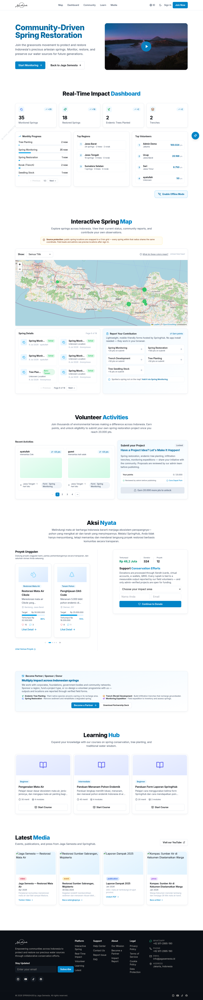 Jaga Semesta
Map
Dashboard
Community
Learn
Media
ID
Sign In
Join Now
Community-Driven
Spring Restoration
Join the grassroots movement to protect and restore
Indonesia's precious artesian springs. Monitor, restore, and
preserve our water sources for future generations.
Start Monitoring →
Back to Jaga Semesta →
Real-Time Impact Dashboard
+35
35
Monitored Springs
+18
18
Restored Springs
+2
2
Endemic Trees Planted
+2
2
Trenches
Monthly Progress
Tree Planting
2 now
Spring Monitoring
35 now
Spring Restoration
1 now
Rorak (Trench)
2 now
Seedling Stock
1 now
← Previous
1/2
Next →
Top Regions
1
Jawa Barat
24 springs · 2 trees · 2 rorak
2
Jawa Tengah
10 springs · 0 trees · 0 rorak
3
Sumatera Selatan
1 springs · 0 trees · 0 rorak
Top Volunteers
1
Admin Demo
Jakarta
100.024 pts
2
Ucup
Jawa Barat
20.168 pts
3
Sari
Jawa Timur
8.750 pts
4
ayatullah
Unknown
50 pts
Enable Offline Mode
Interactive Spring Map
Explore springs across Indonesia. View their current status, community reports, and
contribute your own observations.
Source protection: public spring locations are snapped to a 5 km grid — every spring within that radius shares the same
coordinate. Field leaders and admins see precise locations after sign-in.
Show:
Semua Titik
What do these colors mean?
OPENSTREETMAP
+
−
Jakarta
Depok
Bogor
Indramayu
Bandung
Majalengka
Kuningan
Garut
Tasikmalaya
Pangandaran
Tegal
Pekalongan
Jawa
Magelang
Yogyakarta
Surakarta
Ngawi
Leaflet | © OpenStreetMap contributors
Spring Details
Page 6 of 18
Spring Monit...
Sehat
9 Jul 2026 · ayatullah
Spring Monit...
Sehat
Unknown Location
8 Jul 2026 · Anonymous
Spring Monit...
Sehat
8 Jul 2026 · ayatullah
Spring Monit...
Sehat
Unknown Location
8 Jul 2026 · Anonymous
Tree Plan...
Baru
Tanam
Unknown Location
8 Jul 2026 · Anonymous
Spring Monit...
Sehat
Unknown Location
8 Jul 2026 · Anonymous
← Previous
Page 6 of 18
Next →
Report Your Contribution
Earn points
Lightweight, mobile-friendly forms hosted by SpringHub. No app
needed — they work in your browser.
Spring Monitoring
+25 pts on submit
Spring Restoration
+100 pts on submit
Trench Development
+50 pts on submit
Tree Planting
+50 pts on submit
Tree Seedling Stock
+15 pts on submit
Spotted a spring not on the map? Add it via Spring Monitoring.
Volunteer Activities
Join thousands of environmental heroes making a difference across Indonesia. Earn
points, and unlock eligibility to submit your own spring restoration project once you
reach 20.000 pts.
Recent Activities
ayatullah
memantau Cek
+25 pts
Jawa Tengah · 1
hari lalu
Form · Spring
Monitoring
guest
memantau kali salak
+25 pts
Jawa Tengah · 1
hari lalu
Form · Spring
Monitoring
←
1
2
3
4
→
Submit your Project
Locked
Have a Project Idea? Let's Make It Happen!
Spring restoration, endemic tree planting, infiltration
trenches, monitoring expeditions — share your initiative with
the community. Proposals are reviewed by our admin team
before publishing.
Your points
0 / 20.000
Reviewed by admin before publishing
Cara Dapat Poin
Earn 20.000 more pts to unlock
Aksi Nyata
Melindungi mata air berharga Indonesia berarti menjaga ekosistem penopangnya—
pohon yang mengikat air dan tanah yang menyimpannya. Melalui SpringHub, Anda tidak
hanya menyumbang, tetapi memantau dan mendanai langsung proyek restorasi berbasis
komunitas secara transparan.
Proyek Unggulan
Dukung proyek unggulan kami, pantau perkembangannya secara transparan, dan
salurkan donasi Anda sekarang.
Restorasi Mata Air
Restorasi Mata Air
Cikole
Merestorasi mata air
Cikole yang...
Bandung, Jawa Barat
Target
Rp 50.000.000
Terkumpul Rp
32.500.000
65%
15
3
Lihat Detail →
Tanam Pohon
Penghijauan DAS
Code
Menanam 5.000 bibit
pohon endemic di...
Sleman, DIY
Target
Rp 25.000.000
Terkumpul Rp
18.200.000
73%
8
1
Lihat Detail →
←
→
Lihat Semua Proyek
Terkumpul
Rp 48,2 Juta
Donatur
324
Proyek
12
Support Conservation Efforts
Donations are processed through Xendit (cards, virtual
accounts, e-wallets, QRIS). Every rupiah is tied to a
measurable output reported by our field volunteers — and
only admin-verified projects are open for funding.
Choose your impact area
Nama Anda
Email
Continue to Donate
Become Partner / Sponsor / Donor
Multiply impact across Indonesian springs
We work with corporates, foundations, government bodies and community networks.
Sponsor a region, fund a project type, or co-design a volunteer programme with us —
outputs and locations are reported through verified field forms.
Endemic Tree Planting · Plant native species around a spring or its recharge area.
Trench (Rorak) Development · Build infiltration trenches that recharge groundwater.
Spring Restoration · Remove sediment and rehabilitate a degraded spring.
Monitoring Expedition · Field expedition to inventory and assess springs.
Become a Partner →
Download Partnership Deck
Learning Hub
Expand your knowledge with our courses on spring conservation, tree planting, and
traditional water wisdom.
Beginner
Pengenalan Mata Air
Pelajari dasar-dasar ekosistem mata air, jenis-
jenisnya, dan mengapa mata air penting bagi...
30 menit
4 modules
Start Course
Intermediate
Panduan Menanam Pohon Endemik
Panduan lengkap memilih lokasi, menanam,
dan merawat pohon endemik Indonesia di ar...
45 menit
4 modules
Start Course
Beginner
Panduan Form Laporan SpringHub
Pelajari cara menggunakan kelima form
SpringHub dan cara mendapatkan poin...
20 menit
2 modules
Start Course
Latest Media
Events, publications, and press from Jaga Semesta and SpringHub.
Visit our YouTube
Jaga Semesta — Restorasi
Mata Air
video
Jaga Semesta — Restorasi Mata
Air
Apr 2026
Perjalanan komunitas merestorasi
mata air dari Bali sampai Madura.
Tonton Video →
Restorasi Sumber Sabrangan,
Mojokerto
event
Restorasi Sumber Sabrangan,
Mojokerto
30 Des 2025
Kegiatan kolektif membersihkan
sedimen dan menanam ribuan bibit...
Baca selengkapnya →
Laporan Dampak 2025
publication
Laporan Dampak 2025
Jan 2026
200+ mata air terlindungi di tujuh
provinsi.
Unduh PDF →
Kompas: Sumber Air di
Kebumen Diselamatkan Warga
press
Kompas: Sumber Air di
Kebumen Diselamatkan Warga
Jan 2026
Warga Kebumen menolak tambang
dan menjaga 28 titik mata air karst.
Baca artikel →
Jaga Semesta
Empowering communities across Indonesia to
protect and restore our precious water sources
through collaborative conservation efforts.
Stay Updated
Enter your email
Subscribe
Platform
Interactive
Spring
Real-Time
Impact
Volunteer
Learning
Latest
Support
Help Center
Contact Us
Report Issue
FAQ
About
Our Mission
Become a
Partner
Impact
Report
Legal
Privacy
Policy
Terms of
Service
Cookie
Policy
Data
Protection
WHATSAPP
+62 811-2995-190
PHONE
+62 811-2995-190
EMAIL
info@jagasemesta.id
ADDRESS
Jakarta, Indonesia
© 2026 SPRINGHUB by Jaga Semesta. All rights reserved.